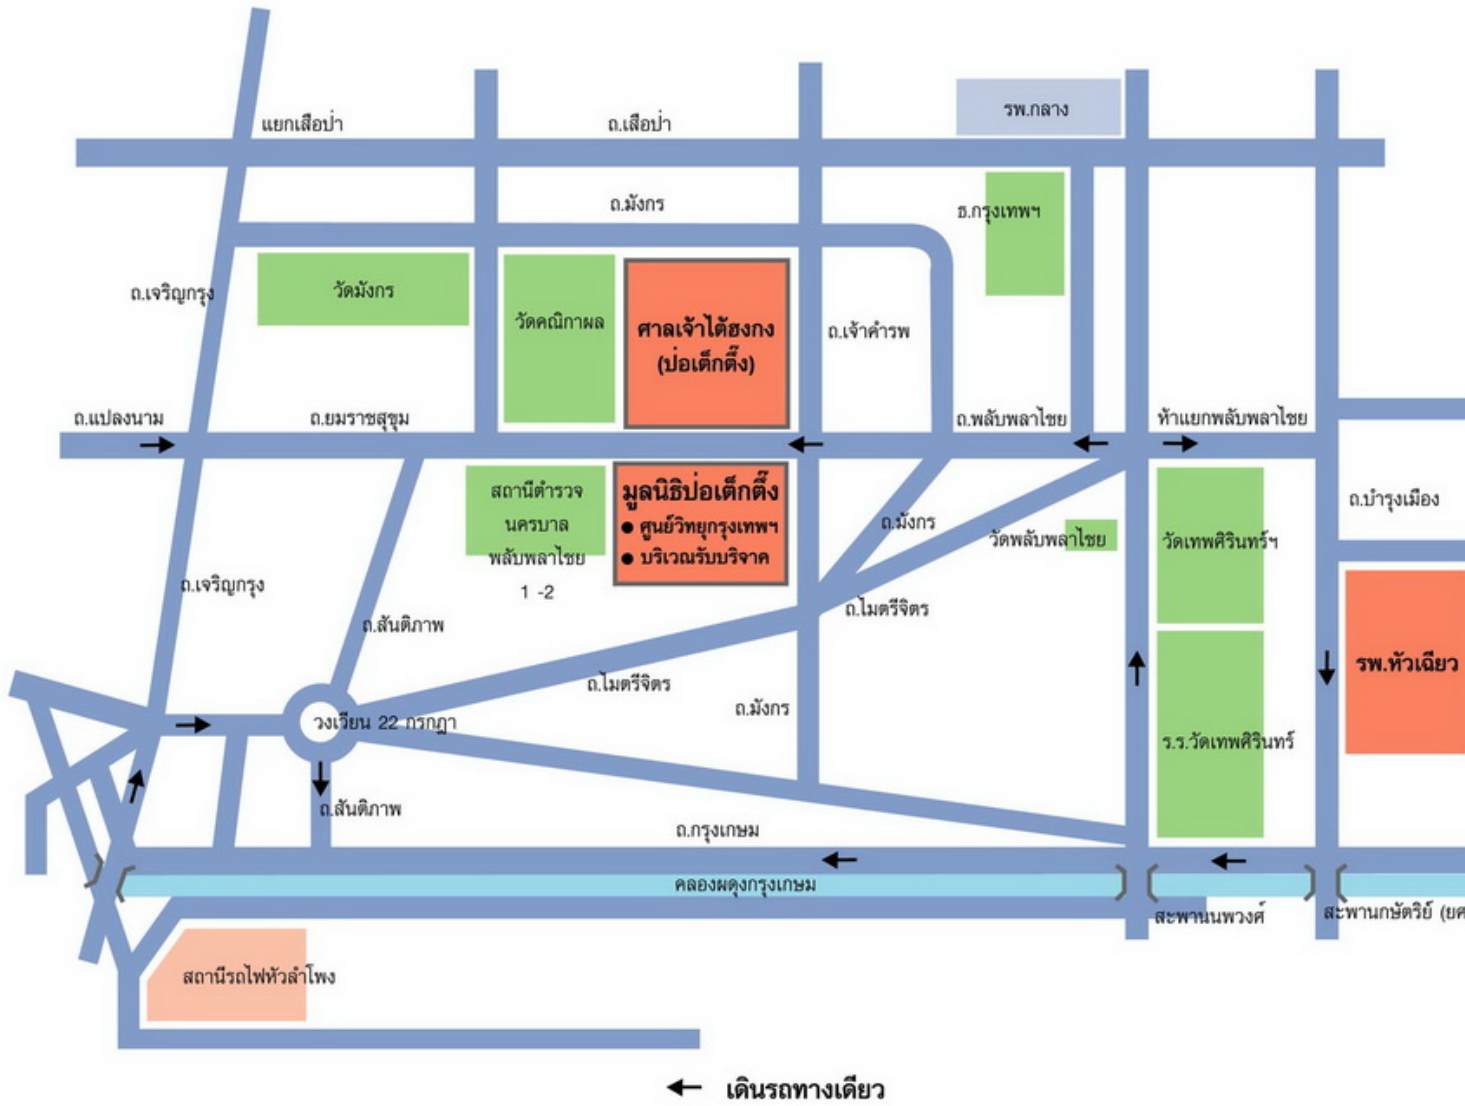 แยกเสือป่า
ถ.เสือป่า
รพ.กลาง
ถ.มังกร
ธ.กรุงเทพฯ
ถ.เจริญกรุง
วัดมังกร
วัดคณิกาผล
ศาลเจ้าไต้ฮงกง
(ป่อเต็กตึ๊ง)
ถ.เจ้าคำรพ
ถ.แปลงนาม
ถ.ยมราชสุขุม
ถ.พลับพลาไชย
ห้าแยกพลับพลาไชย
สถานีตำรวจ
นครบาล
พลับพลาไชย
1 -2
มูลนิธิป่อเต็กตึ๊ง
● ศูนย์วิทยุกรุงเทพฯ
● บริเวณรับบริจาค
ถ.มังกร
วัดพลับพลาไชย
วัดเทพศิรินทร์ฯ
ถ.บำรุงเมือง
ถ.เจริญกรุง
ถ.สันติภาพ
ถ.ไมตรีจิตร
รพ.หัวเฉียว
ถ.ไมตรีจิตร
ถ.มังกร
วงเวียน 22 กรกฎา
ร.ร.วัดเทพศิรินทร์
ถ.สันติภาพ
ถ.กรุงเกษม
คลองผดุงกรุงเกษม
สะพานนพวงศ์
สะพานกษัตริย์ (ยศ
สถานีรถไฟหัวลำโพง
เดินรถทางเดียว